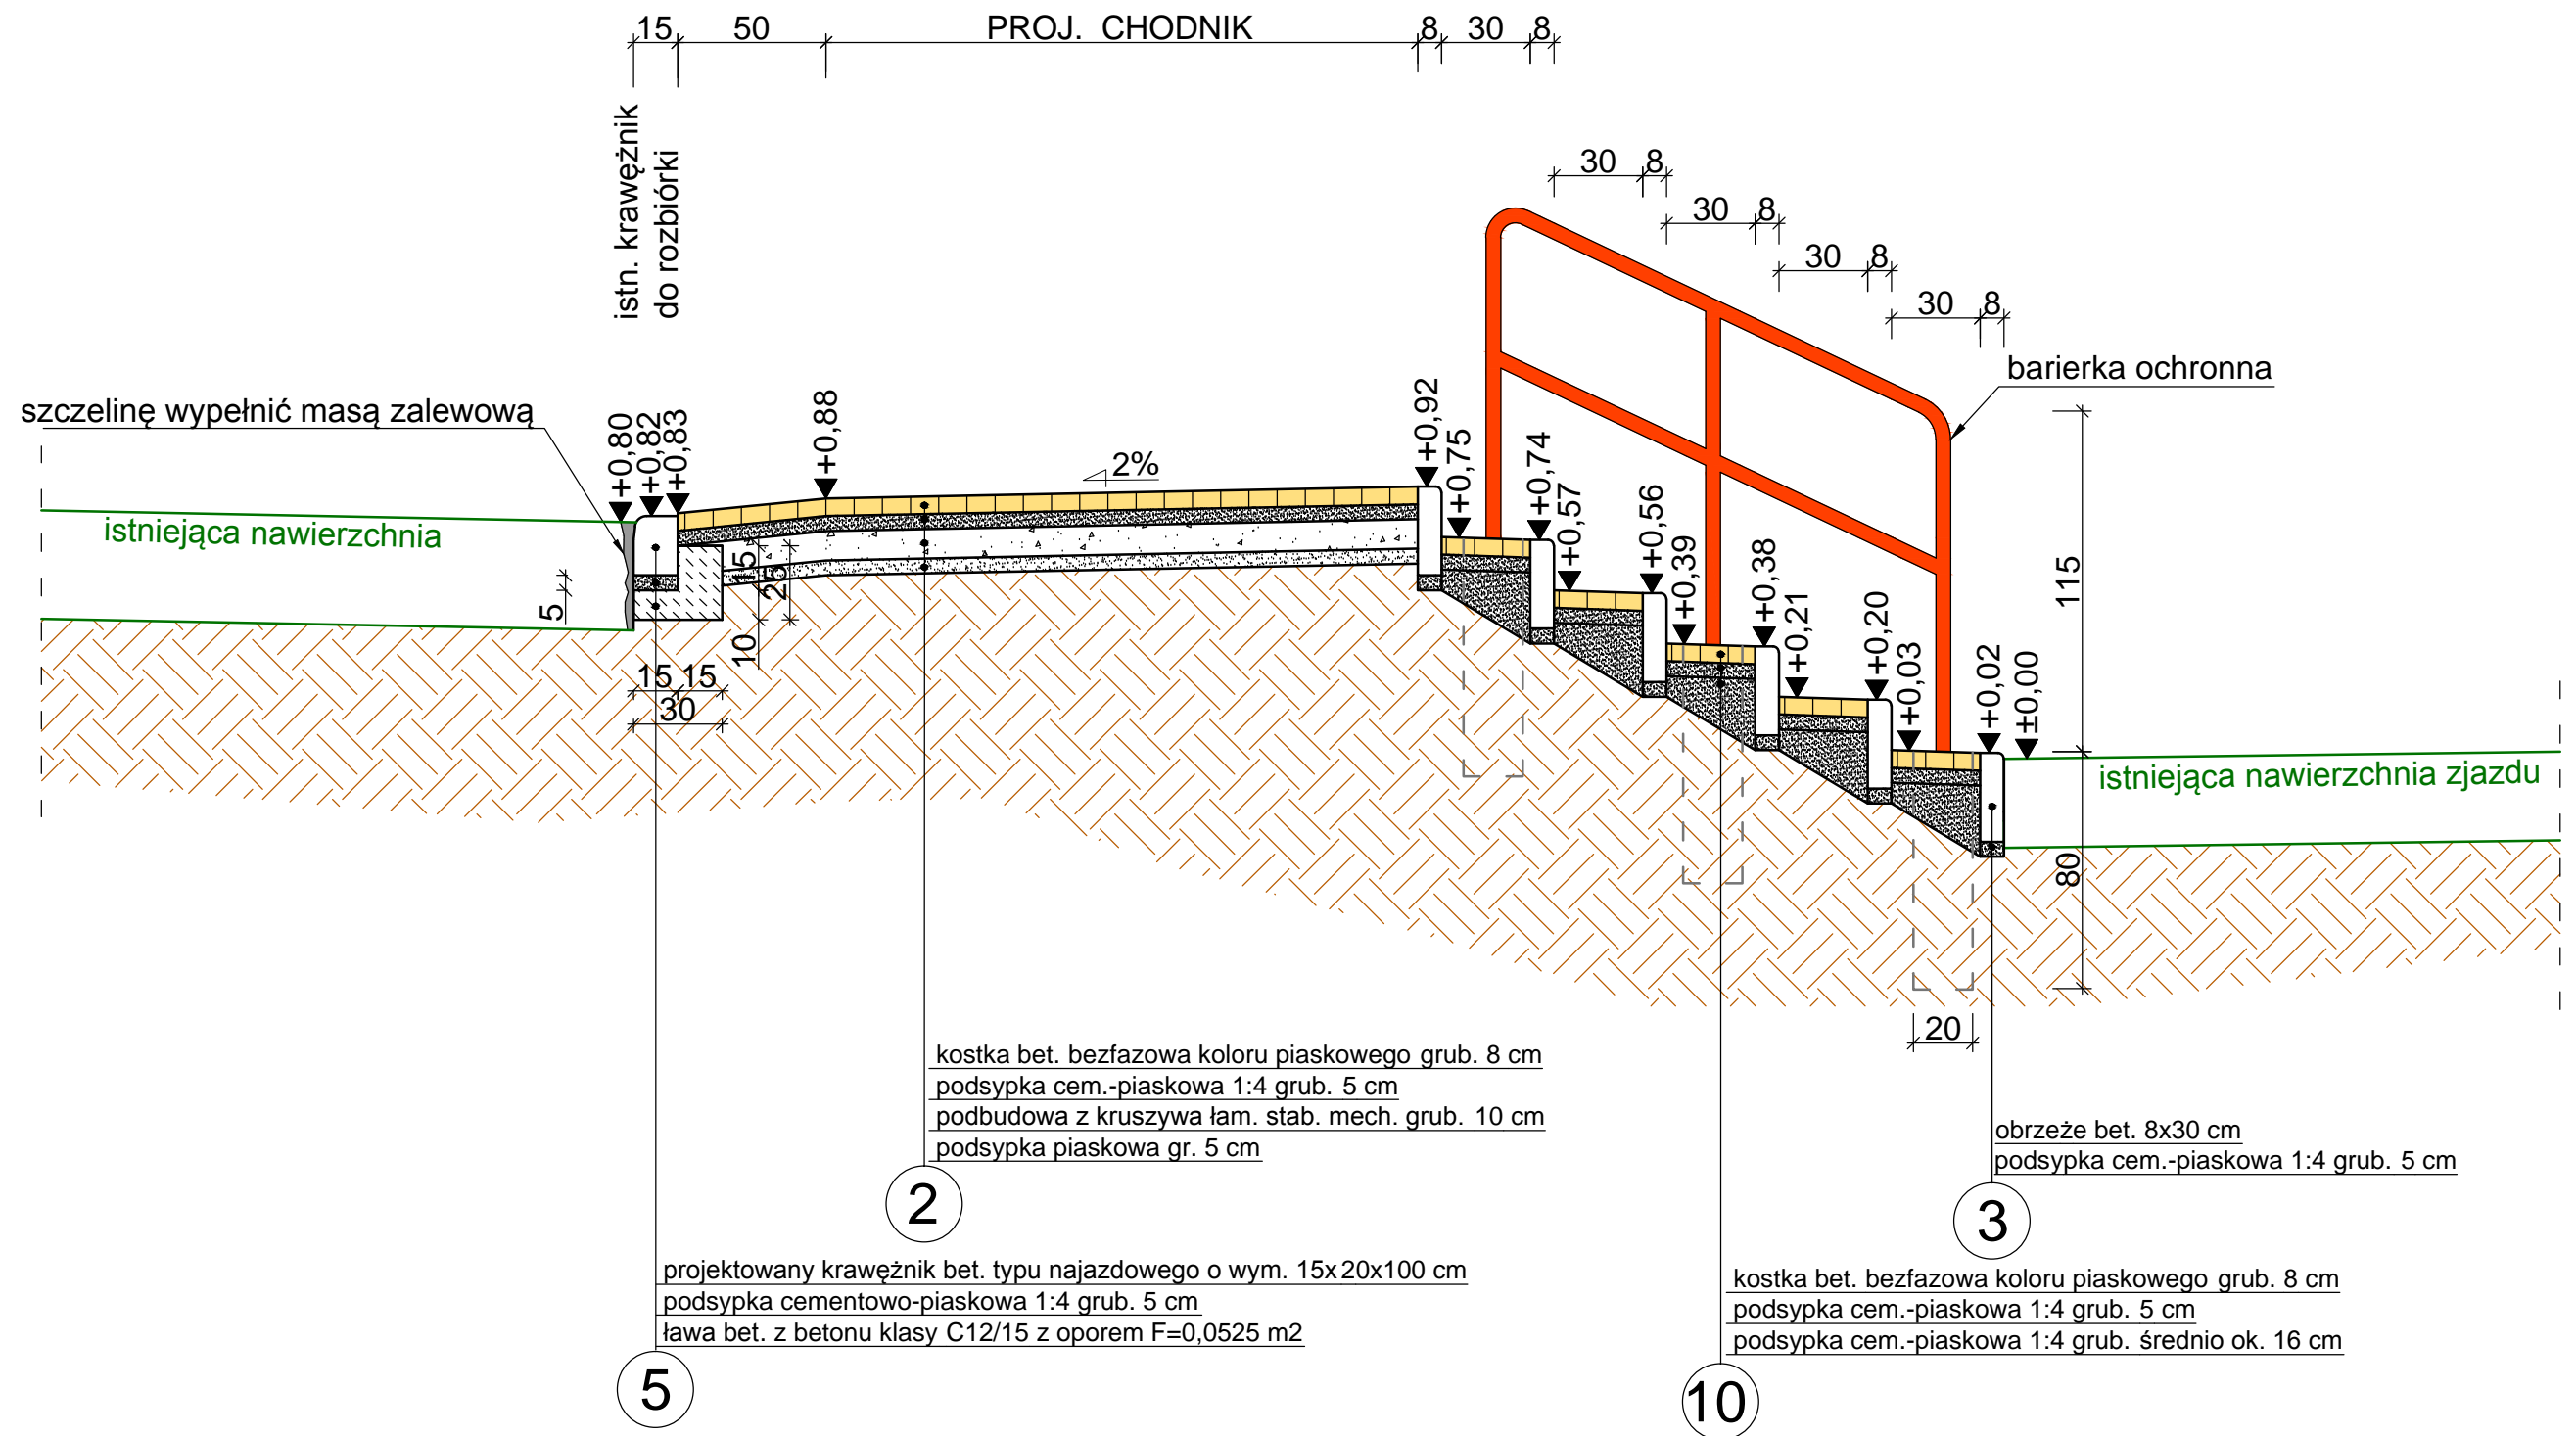 15 50 PROJ. CHODNIK 8 30 8
istn. krawężnik
do rozbiórki
30 8
30 8
30 8
30 8
barierka ochronna
szczelinę wypełnić masą zalewową
+0,80
+0,82
+0,83
+0,88
2%
+0,92
+0,75
+0,74
+0,57
+0,56
+0,39
+0,38
+0,21
+0,20
+0,03
+0,02
±0,00
115
80
istniejąca nawierzchnia
istniejąca nawierzchnia zjazdu
5
15
25
10
15 15
30
20
kostka bet. bezfazowa koloru piaskowego grub. 8 cm
podsypka cem.-piaskowa 1:4 grub. 5 cm
podbudowa z kruszywa łam. stab. mech. grub. 10 cm
podsypka piaskowa gr. 5 cm
2
obrzeże bet. 8x30 cm
podsypka cem.-piaskowa 1:4 grub. 5 cm
3
projektowany krawężnik bet. typu najazdowego o wym. 15x20x100 cm
podsypka cementowo-piaskowa 1:4 grub. 5 cm
ława bet. z betonu klasy C12/15 z oporem F=0,0525 m2
5
kostka bet. bezfazowa koloru piaskowego grub. 8 cm
podsypka cem.-piaskowa 1:4 grub. 5 cm
podsypka cem.-piaskowa 1:4 grub. średnio ok. 16 cm
10